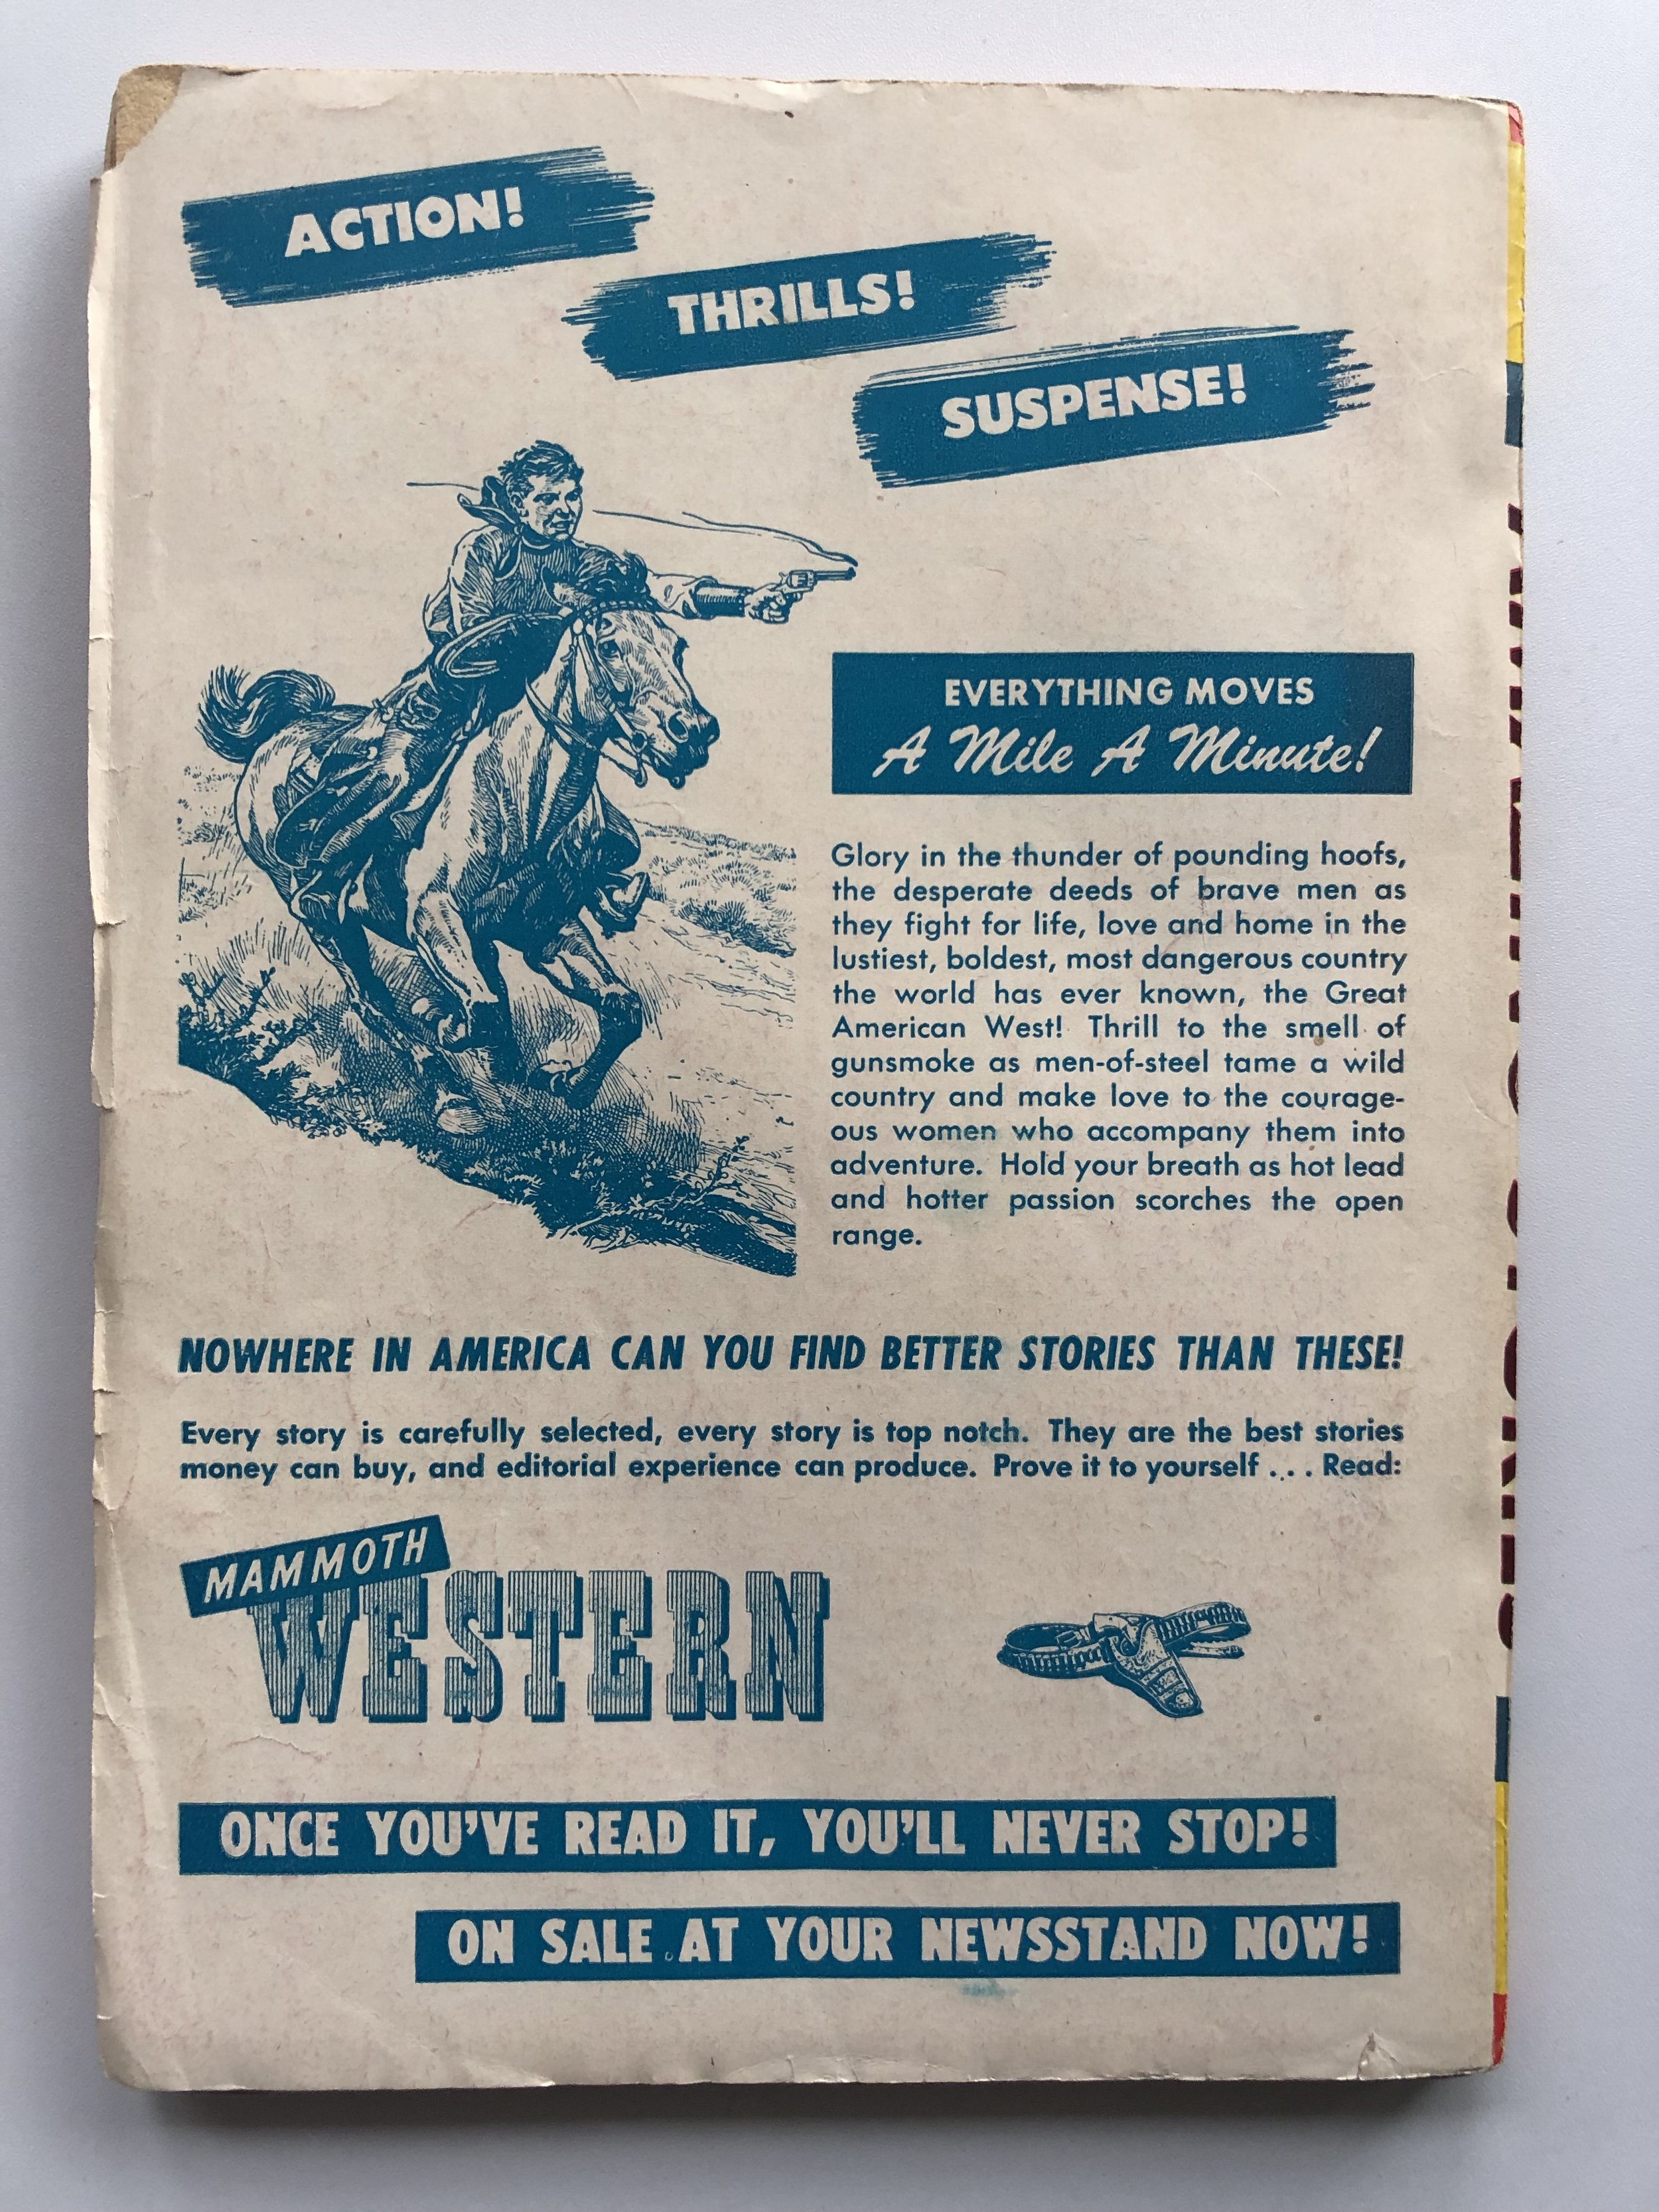 ACTION!
THRILLS!
SUSPENSE!
EVERYTHING MOVES
A Mile A Minute!
Glory in the thunder of pounding hoofs,
the desperate deeds of brave men as
they fight for life, love and home in the
lustiest, boldest, most dangerous country
the world has ever known, the Great
American West! Thrill to the smell of
gunsmoke as men-of-steel tame a wild
country and make love to the courage-
ous women who accompany them into
adventure. Hold your breath as hot lead
and hotter passion scorches the open
range.
NOWHERE IN AMERICA CAN YOU FIND BETTER STORIES THAN THESE!
Every story is carefully selected, every story is top notch. They are the best stories
money can buy, and editorial experience can produce. Prove it to yourself . . . Read:
MAMMOTH
WESTERN
ONCE YOU'VE READ IT, YOU'LL NEVER STOP!
ON SALE AT YOUR NEWSSTAND NOW!